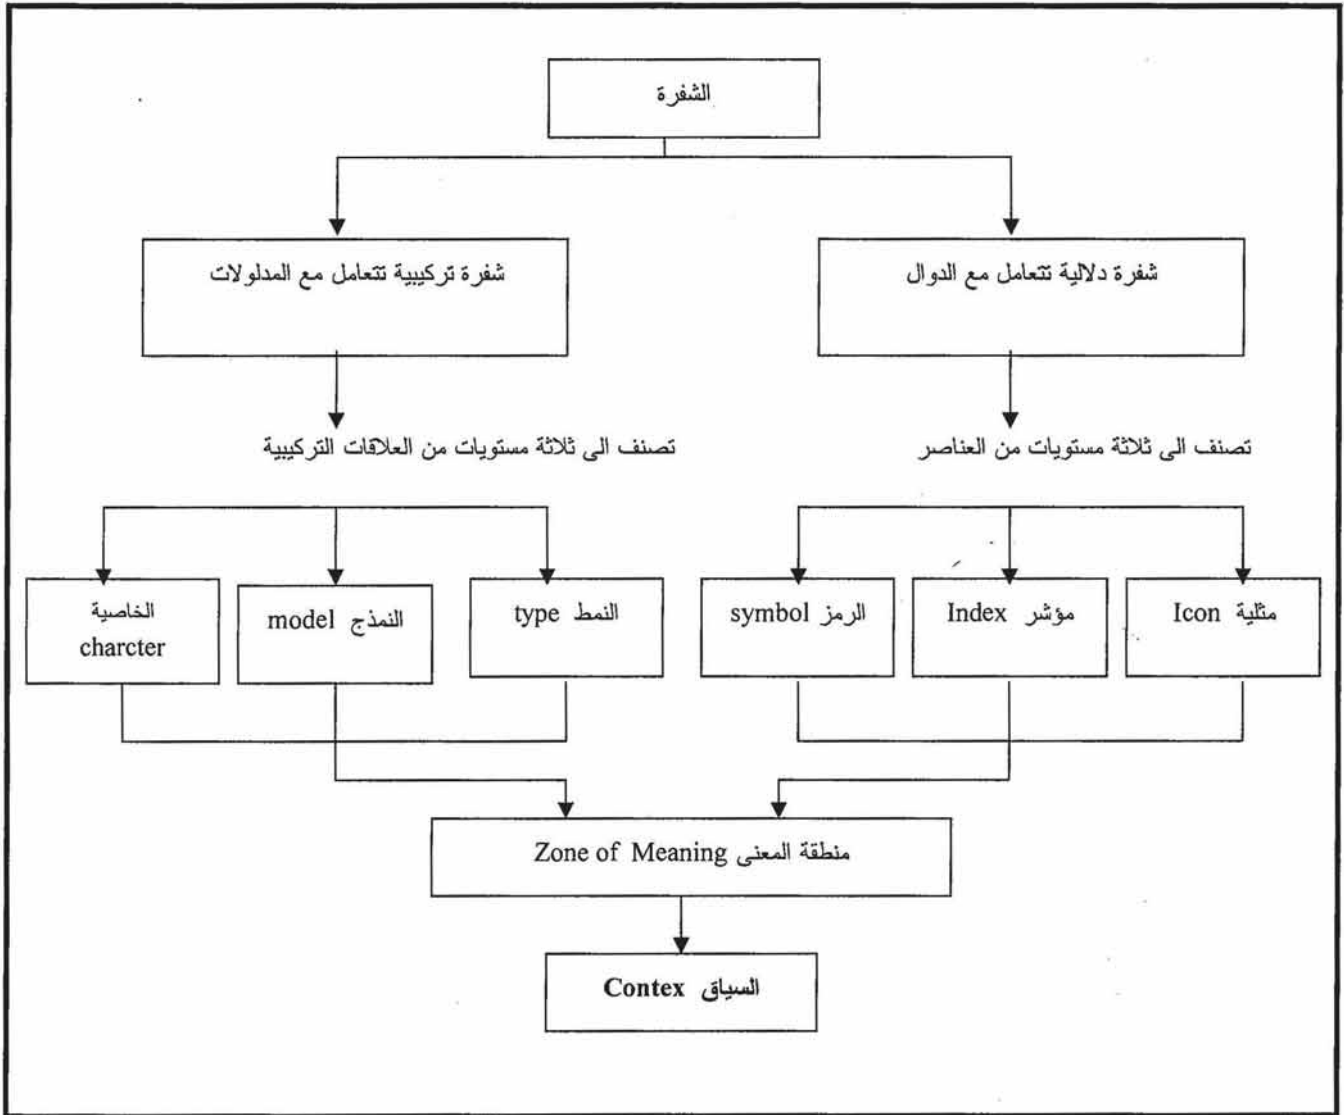 الشفرة
شفرة دلالية تتعامل مع الدوال
شفرة تركيبية تتعامل مع المدلولات
تصنف الى ثلاثة مستويات من العناصر
تصنف الى ثلاثة مستويات من العلاقات التركيبية
مثلية Icon
مؤشر Index
الرمز symbol
النمط type
النمذج model
الخاصية
charcter
منطقة المعنى Zone of Meaning
السياق Contex